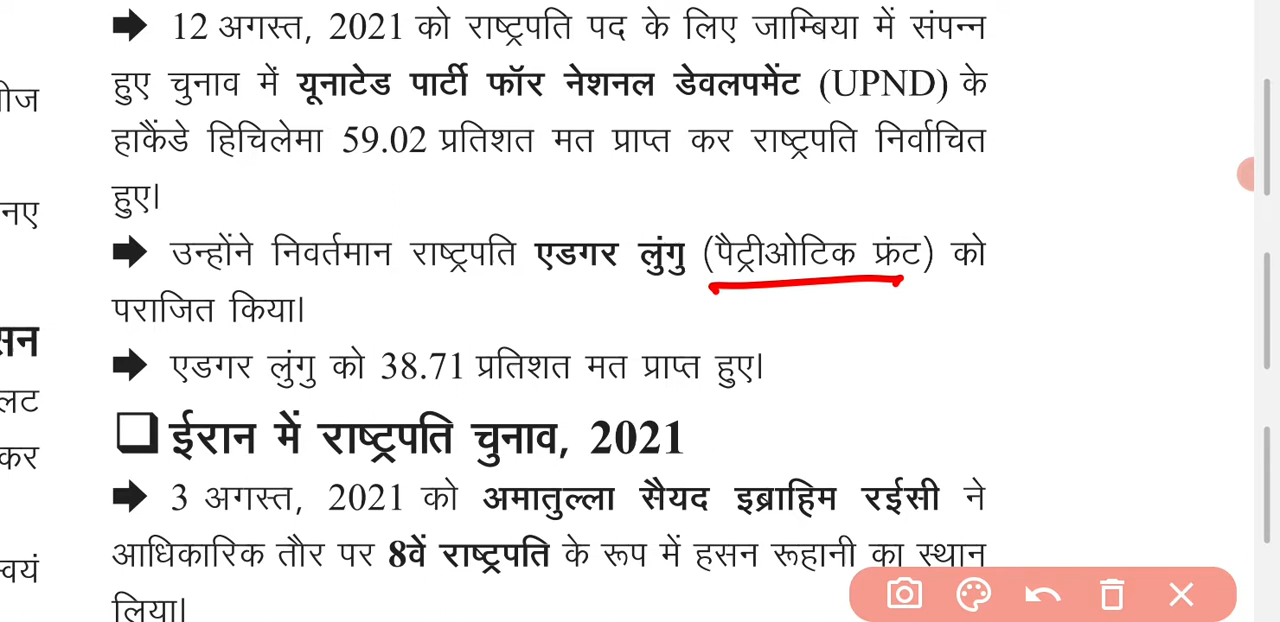 ➡ 12 अगस्त, 2021 को राष्ट्रपति पद के लिए जाम्बिया में संपन्न
हुए चुनाव में यूनाटेड पार्टी फॉर नेशनल डेवलपमेंट (UPND) के
हाकैंडे हिचिलेमा 59.02 प्रतिशत मत प्राप्त कर राष्ट्रपति निर्वाचित
हुए।
➡ उन्होंने निवर्तमान राष्ट्रपति एडगर लुंगु (पैट्रीओटिक फ्रंट) को
पराजित किया।
➡ एडगर लुंगु को 38.71 प्रतिशत मत प्राप्त हुए।
❑ ईरान में राष्ट्रपति चुनाव, 2021
➡ 3 अगस्त, 2021 को अमातुल्ला सैयद इब्राहिम रईसी ने
आधिकारिक तौर पर 8वें राष्ट्रपति के रूप में हसन रूहानी का स्थान
लिया।
नए
कर